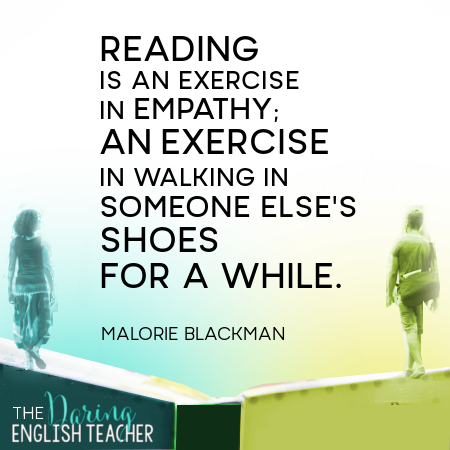 READING
IS AN EXERCISE
IN EMPATHY;
AN EXERCISE
IN WALKING IN
SOMEONE ELSE'S
SHOES
FOR A WHILE.
MALORIE BLACKMAN
THE Daring
ENGLISH TEACHER